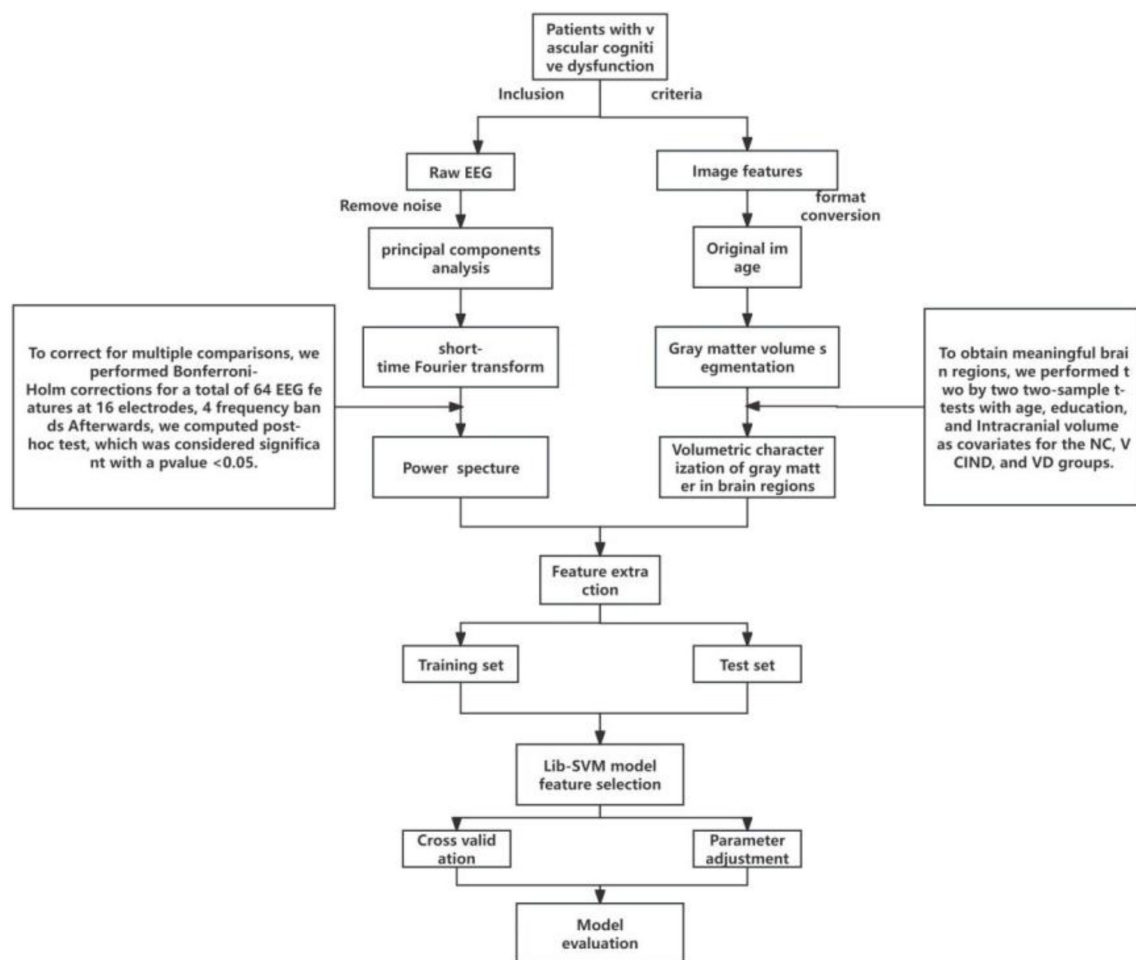 Patients with v
ascular cogniti
ve dysfunction
Inclusion
criteria
Raw EEG
Image features
Remove noise
format
conversion
principal components
analysis
Original im
age
To correct for multiple comparisons, we
performed Bonferroni-
Holm corrections for a total of 64 EEG fe
atures at 16 electrodes, 4 frequency ban
ds Afterwards, we computed post-
hoc test, which was considered significa
nt with a pvalue <0.05.
short-
time Fourier transform
Gray matter volume s
egmentation
To obtain meaningful brai
n regions, we performed t
wo by two two-sample t-
tests with age, education,
and Intracranial volume
as covariates for the NC, V
CIND, and VD groups.
Power specture
Volumetric character
ization of gray matt
er in brain regions
Feature extra
ction
Training set
Test set
Lib-SVM model
feature selection
Cross valid
ation
Parameter
adjustment
Model
evaluation